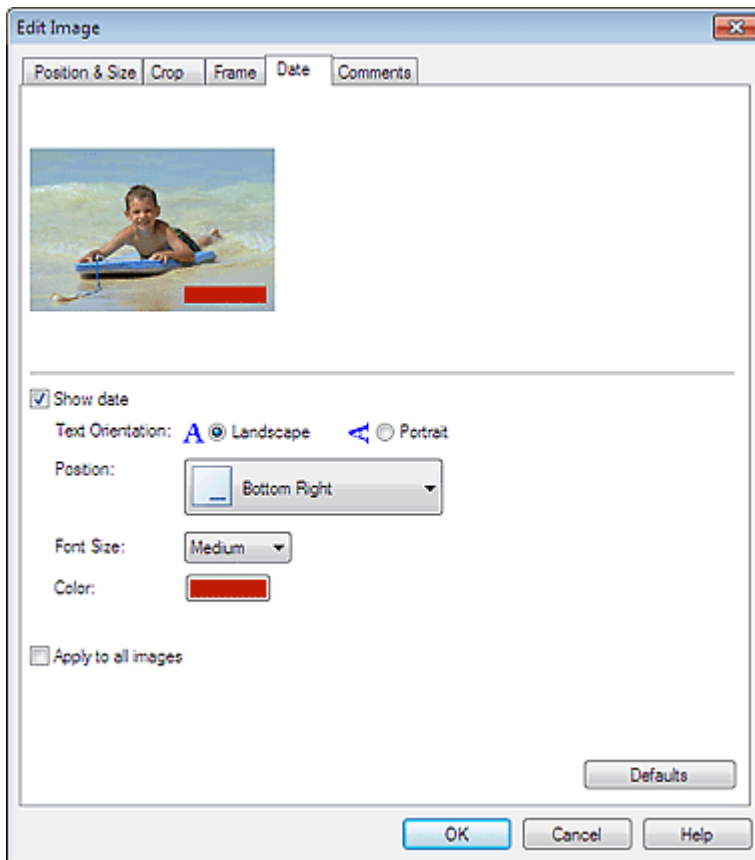 Edit Image
Position & Size Crop Frame Date Comments
Show date
Text Orientation: A Landscape A Portrait
Position: Bottom Right
Font Size: Medium
Color:
Apply to all images
Defaults
OK Cancel Help